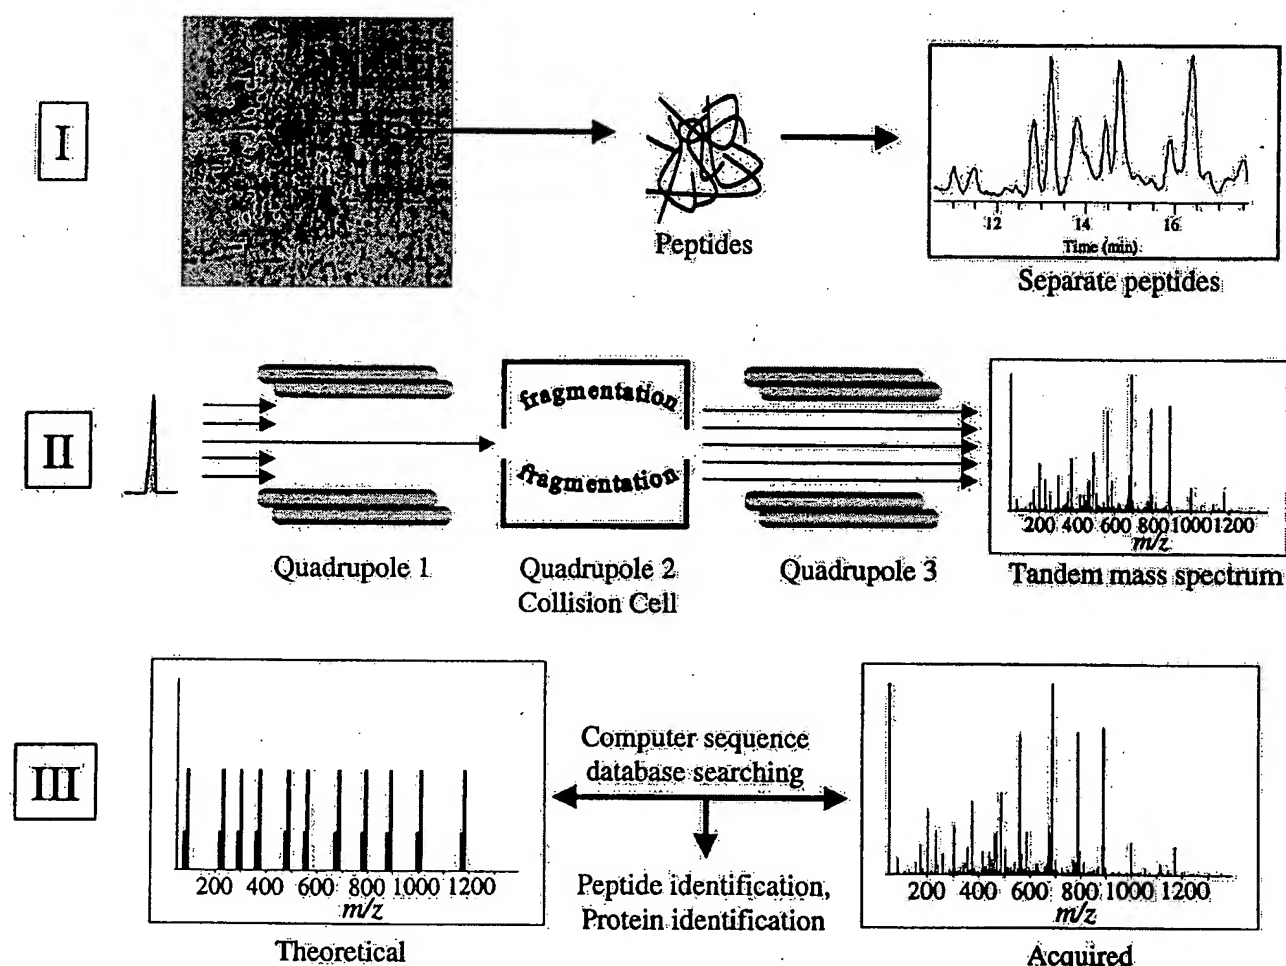 I
12 14 16
Time (min)
Peptides
Separate peptides
II
fragmentation
fragmentation
200 400 600 800 1000 1200
m/z
Quadrupole 1
Quadrupole 2
Collision Cell
Quadrupole 3
Tandem mass spectrum
III
Computer sequence
database searching
Peptide identification,
Protein identification
200 400 600 800 1000 1200
m/z
Theoretical
200 400 600 800 1000 1200
m/z
Acquired